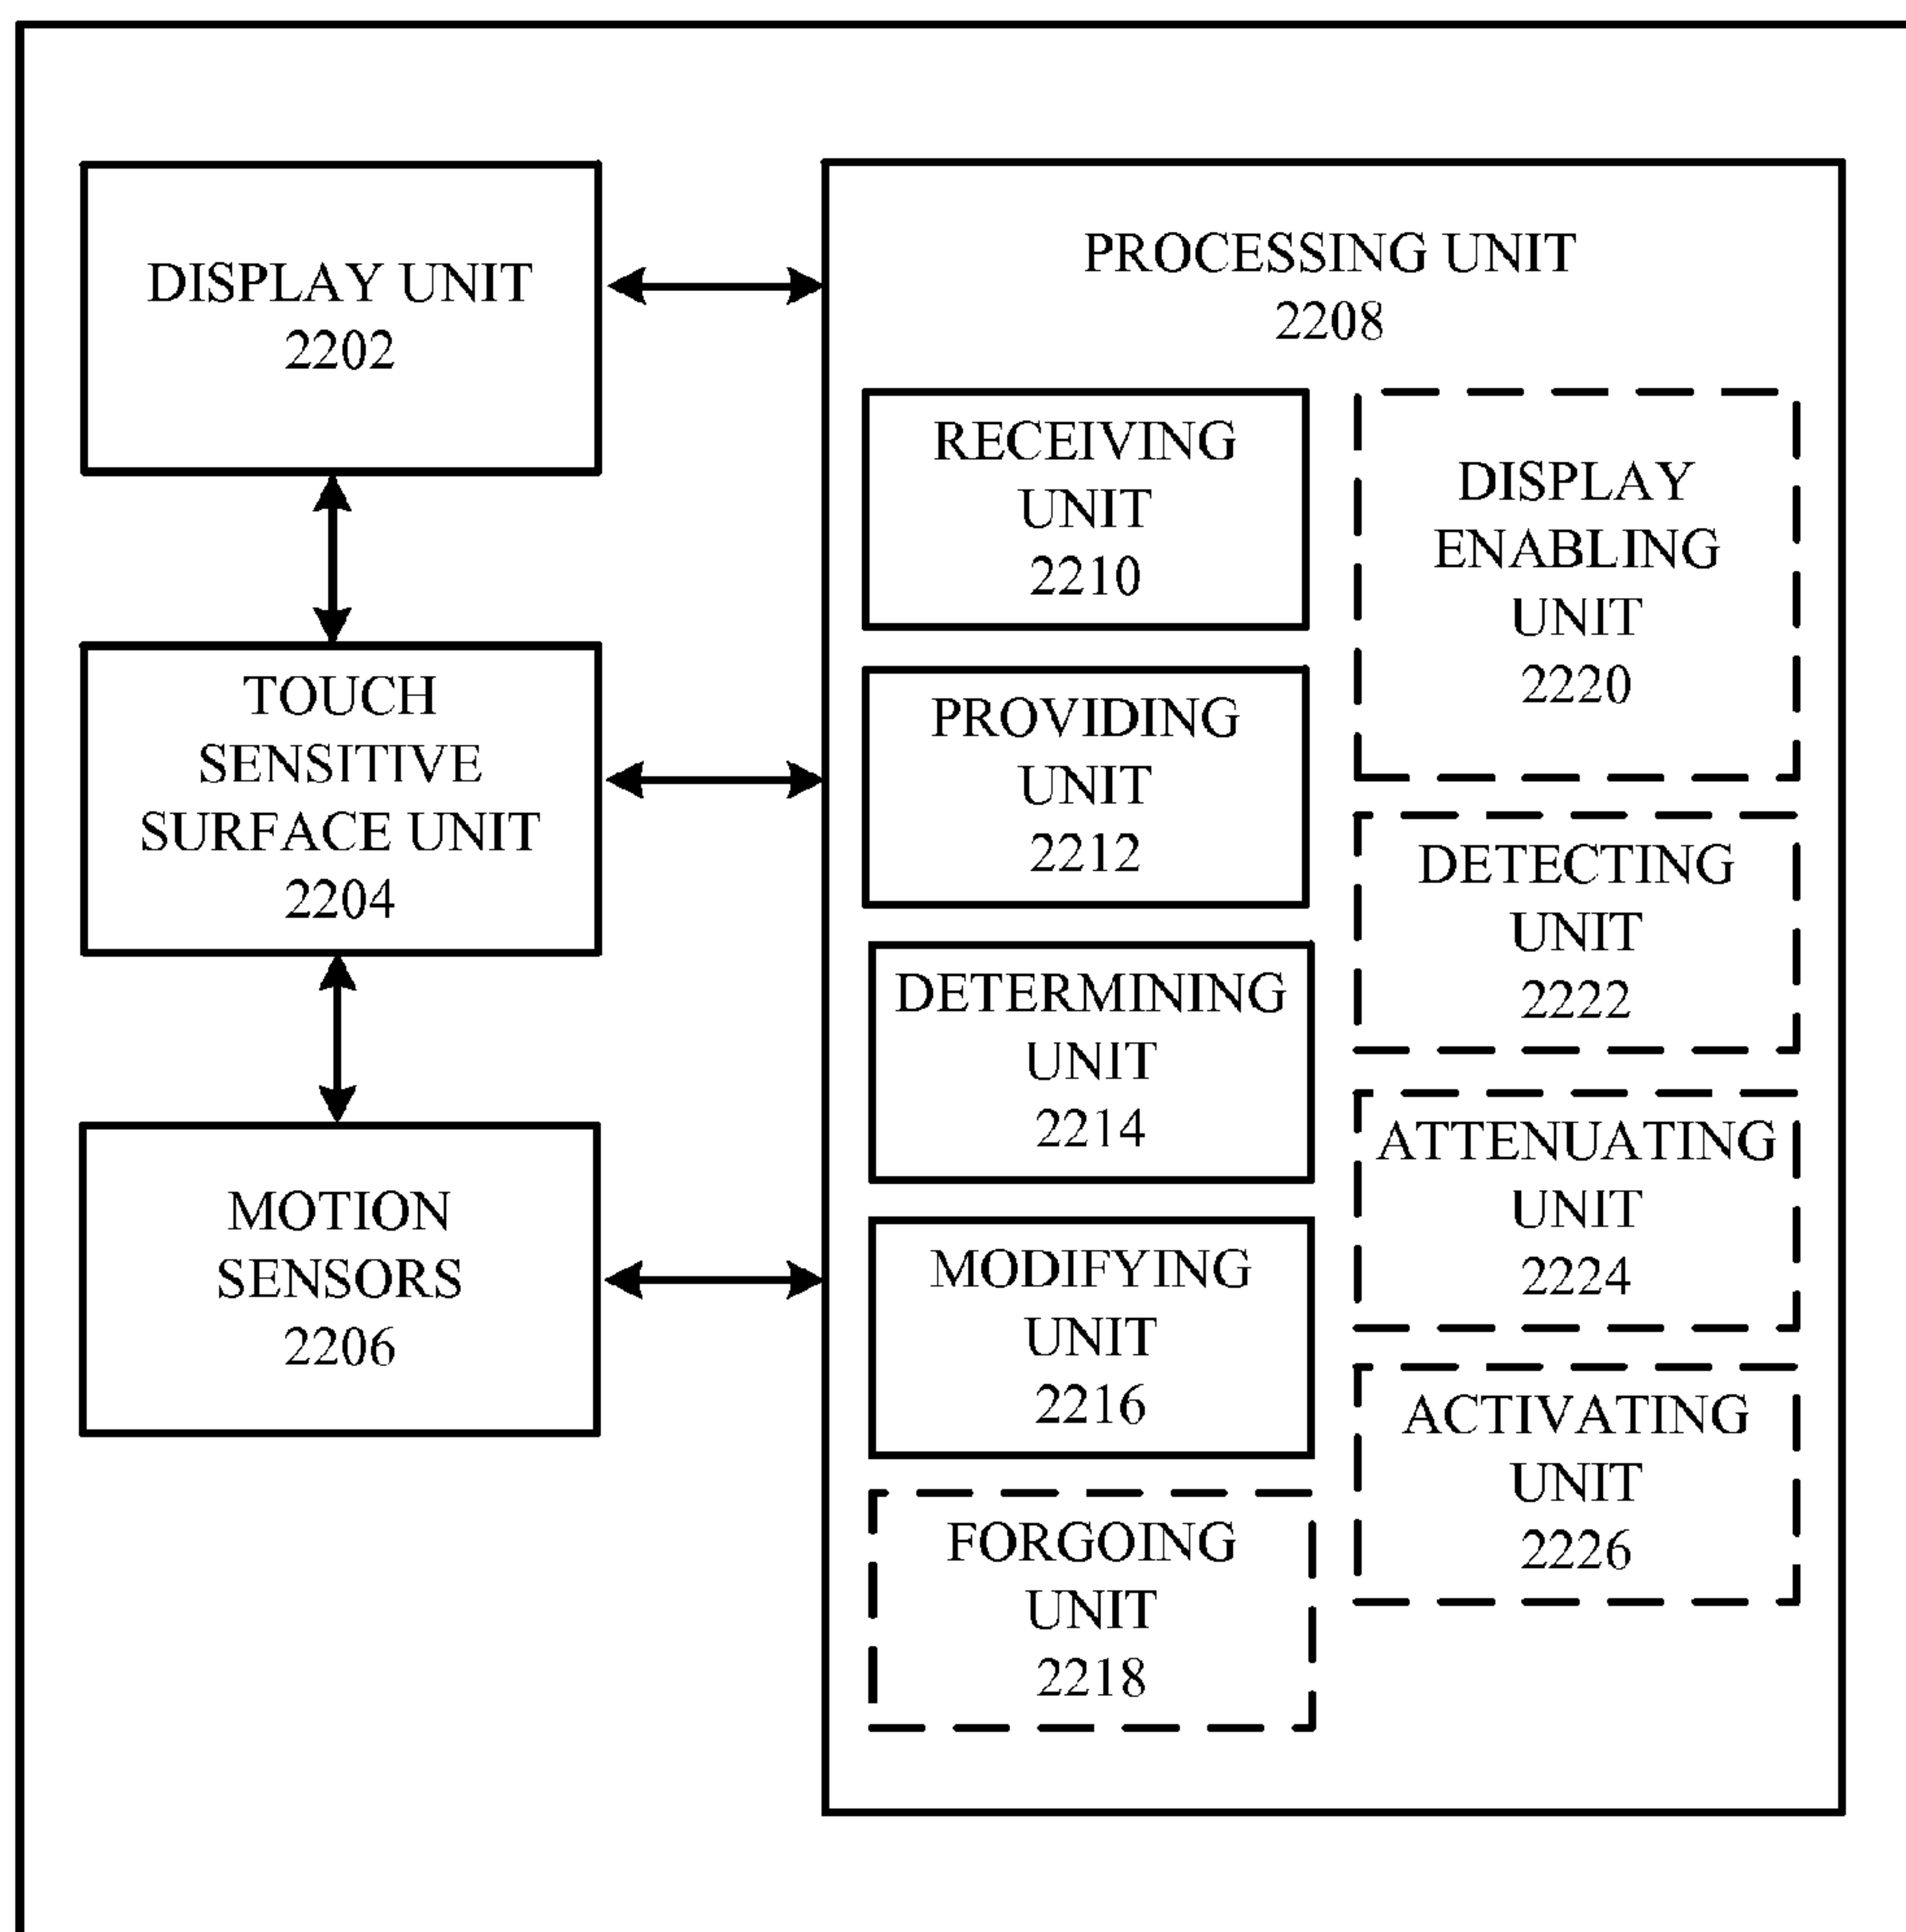 DISPLAY UNIT
2202
TOUCH
SENSITIVE
SURFACE UNIT
2204
MOTION
SENSORS
2206
PROCESSING UNIT
2208
RECEIVING
UNIT
2210
PROVIDING
UNIT
2212
DETERMINING
UNIT
2214
MODIFYING
UNIT
2216
FORGOING
UNIT
2218
DISPLAY
ENABLING
UNIT
2220
DETECTING
UNIT
2222
ATTENUATING
UNIT
2224
ACTIVATING
UNIT
2226